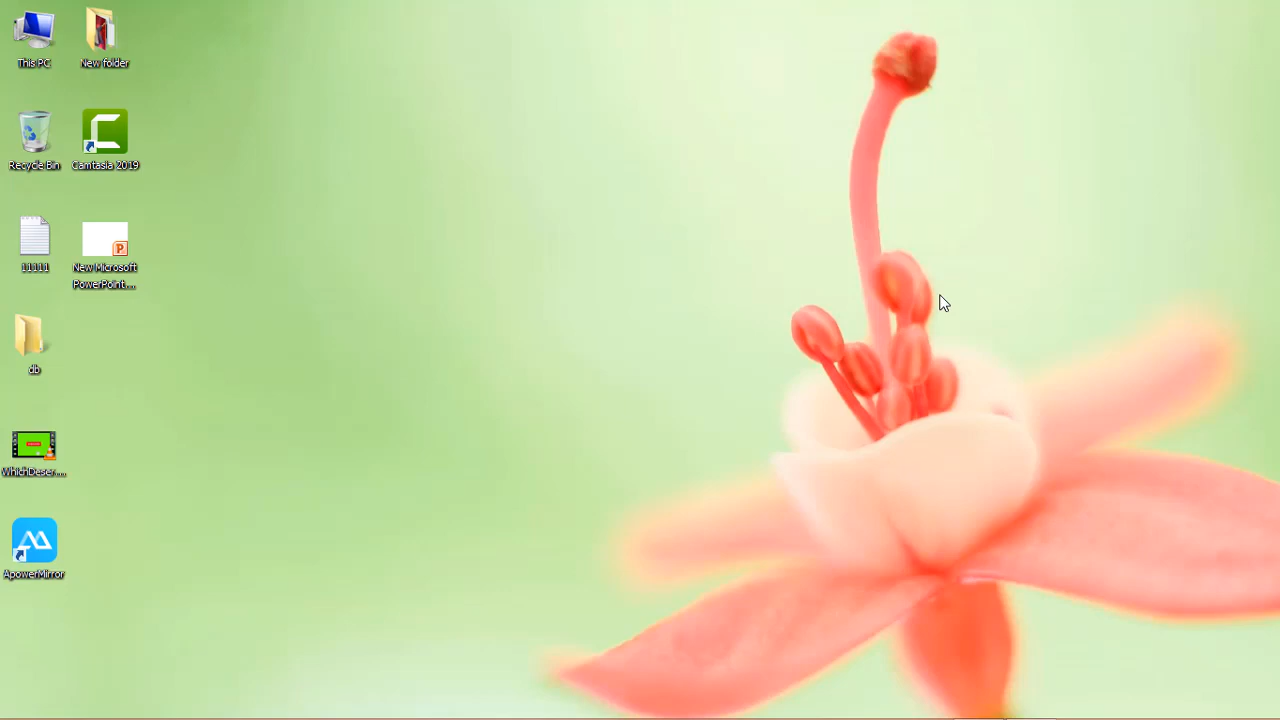 This PC
New folder
Recycle Bin
Camtasia 2019
11111
New Microsoft
PowerPoint ...
db
WhichDeser...
ApowerMirror